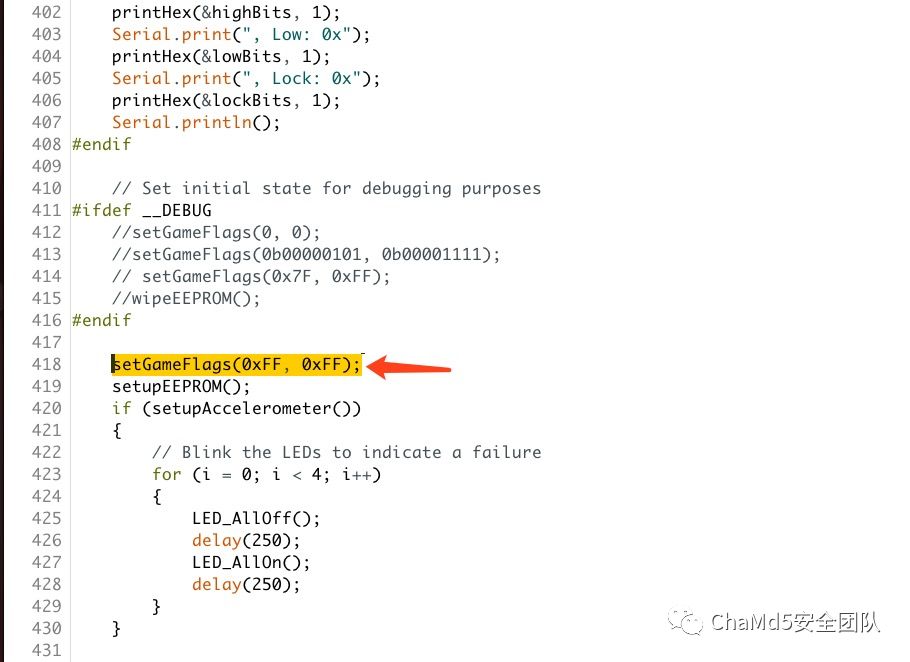 402 printHex(&highBits, 1);
403 Serial.print(", Low: 0x");
404 printHex(&lowBits, 1);
405 Serial.print(", Lock: 0x");
406 printHex(&lockBits, 1);
407 Serial.println();
408 #endif
409
410 // Set initial state for debugging purposes
411 #ifdef __DEBUG
412 //setGameFlags(0, 0);
413 //setGameFlags(0b00000101, 0b00001111);
414 // setGameFlags(0x7F, 0xFF);
415 //wipeEEPROM();
416 #endif
417
418 setGameFlags(0xFF, 0xFF);
419 setupEEPROM();
420 if (setupAccelerometer())
421 {
422 // Blink the LEDs to indicate a failure
423 for (i = 0; i < 4; i++)
424 {
425 LED_AllOff();
426 delay(250);
427 LED_AllOn();
428 delay(250);
429 }
430 }
431
ChaMd5安全团队